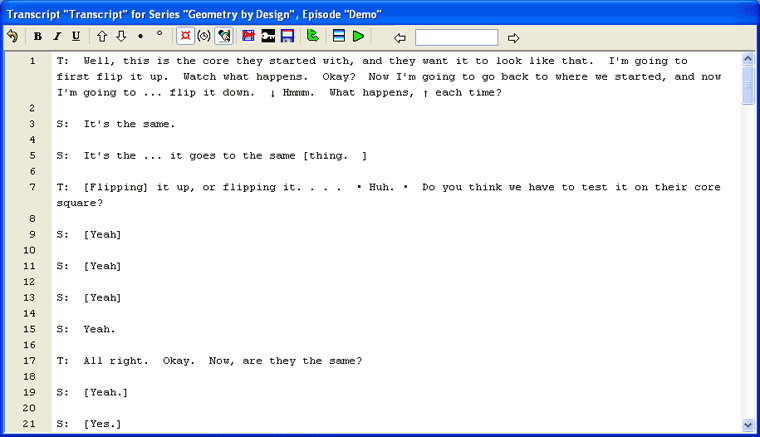 Transcript "Transcript" for Series "Geometry by Design", Episode "Demo"
B I U
1 T: Well, this is the core they started with, and they want it to look like that. I'm going to
first flip it up. Watch what happens. Okay? Now I'm going to go back to where we started, and now
I'm going to ... flip it down. ↓ Hmmm. What happens, ↑ each time?
2
3 S: It's the same.
4
5 S: It's the ... it goes to the same [thing. ]
6
7 T: [Flipping] it up, or flipping it. . . . • Huh. • Do you think we have to test it on their core
square?
8
9 S: [Yeah]
10
11 S: [Yeah]
12
13 S: [Yeah]
14
15 S: Yeah.
16
17 T: All right. Okay. Now, are they the same?
18
19 S: [Yeah.]
20
21 S: [Yes.]